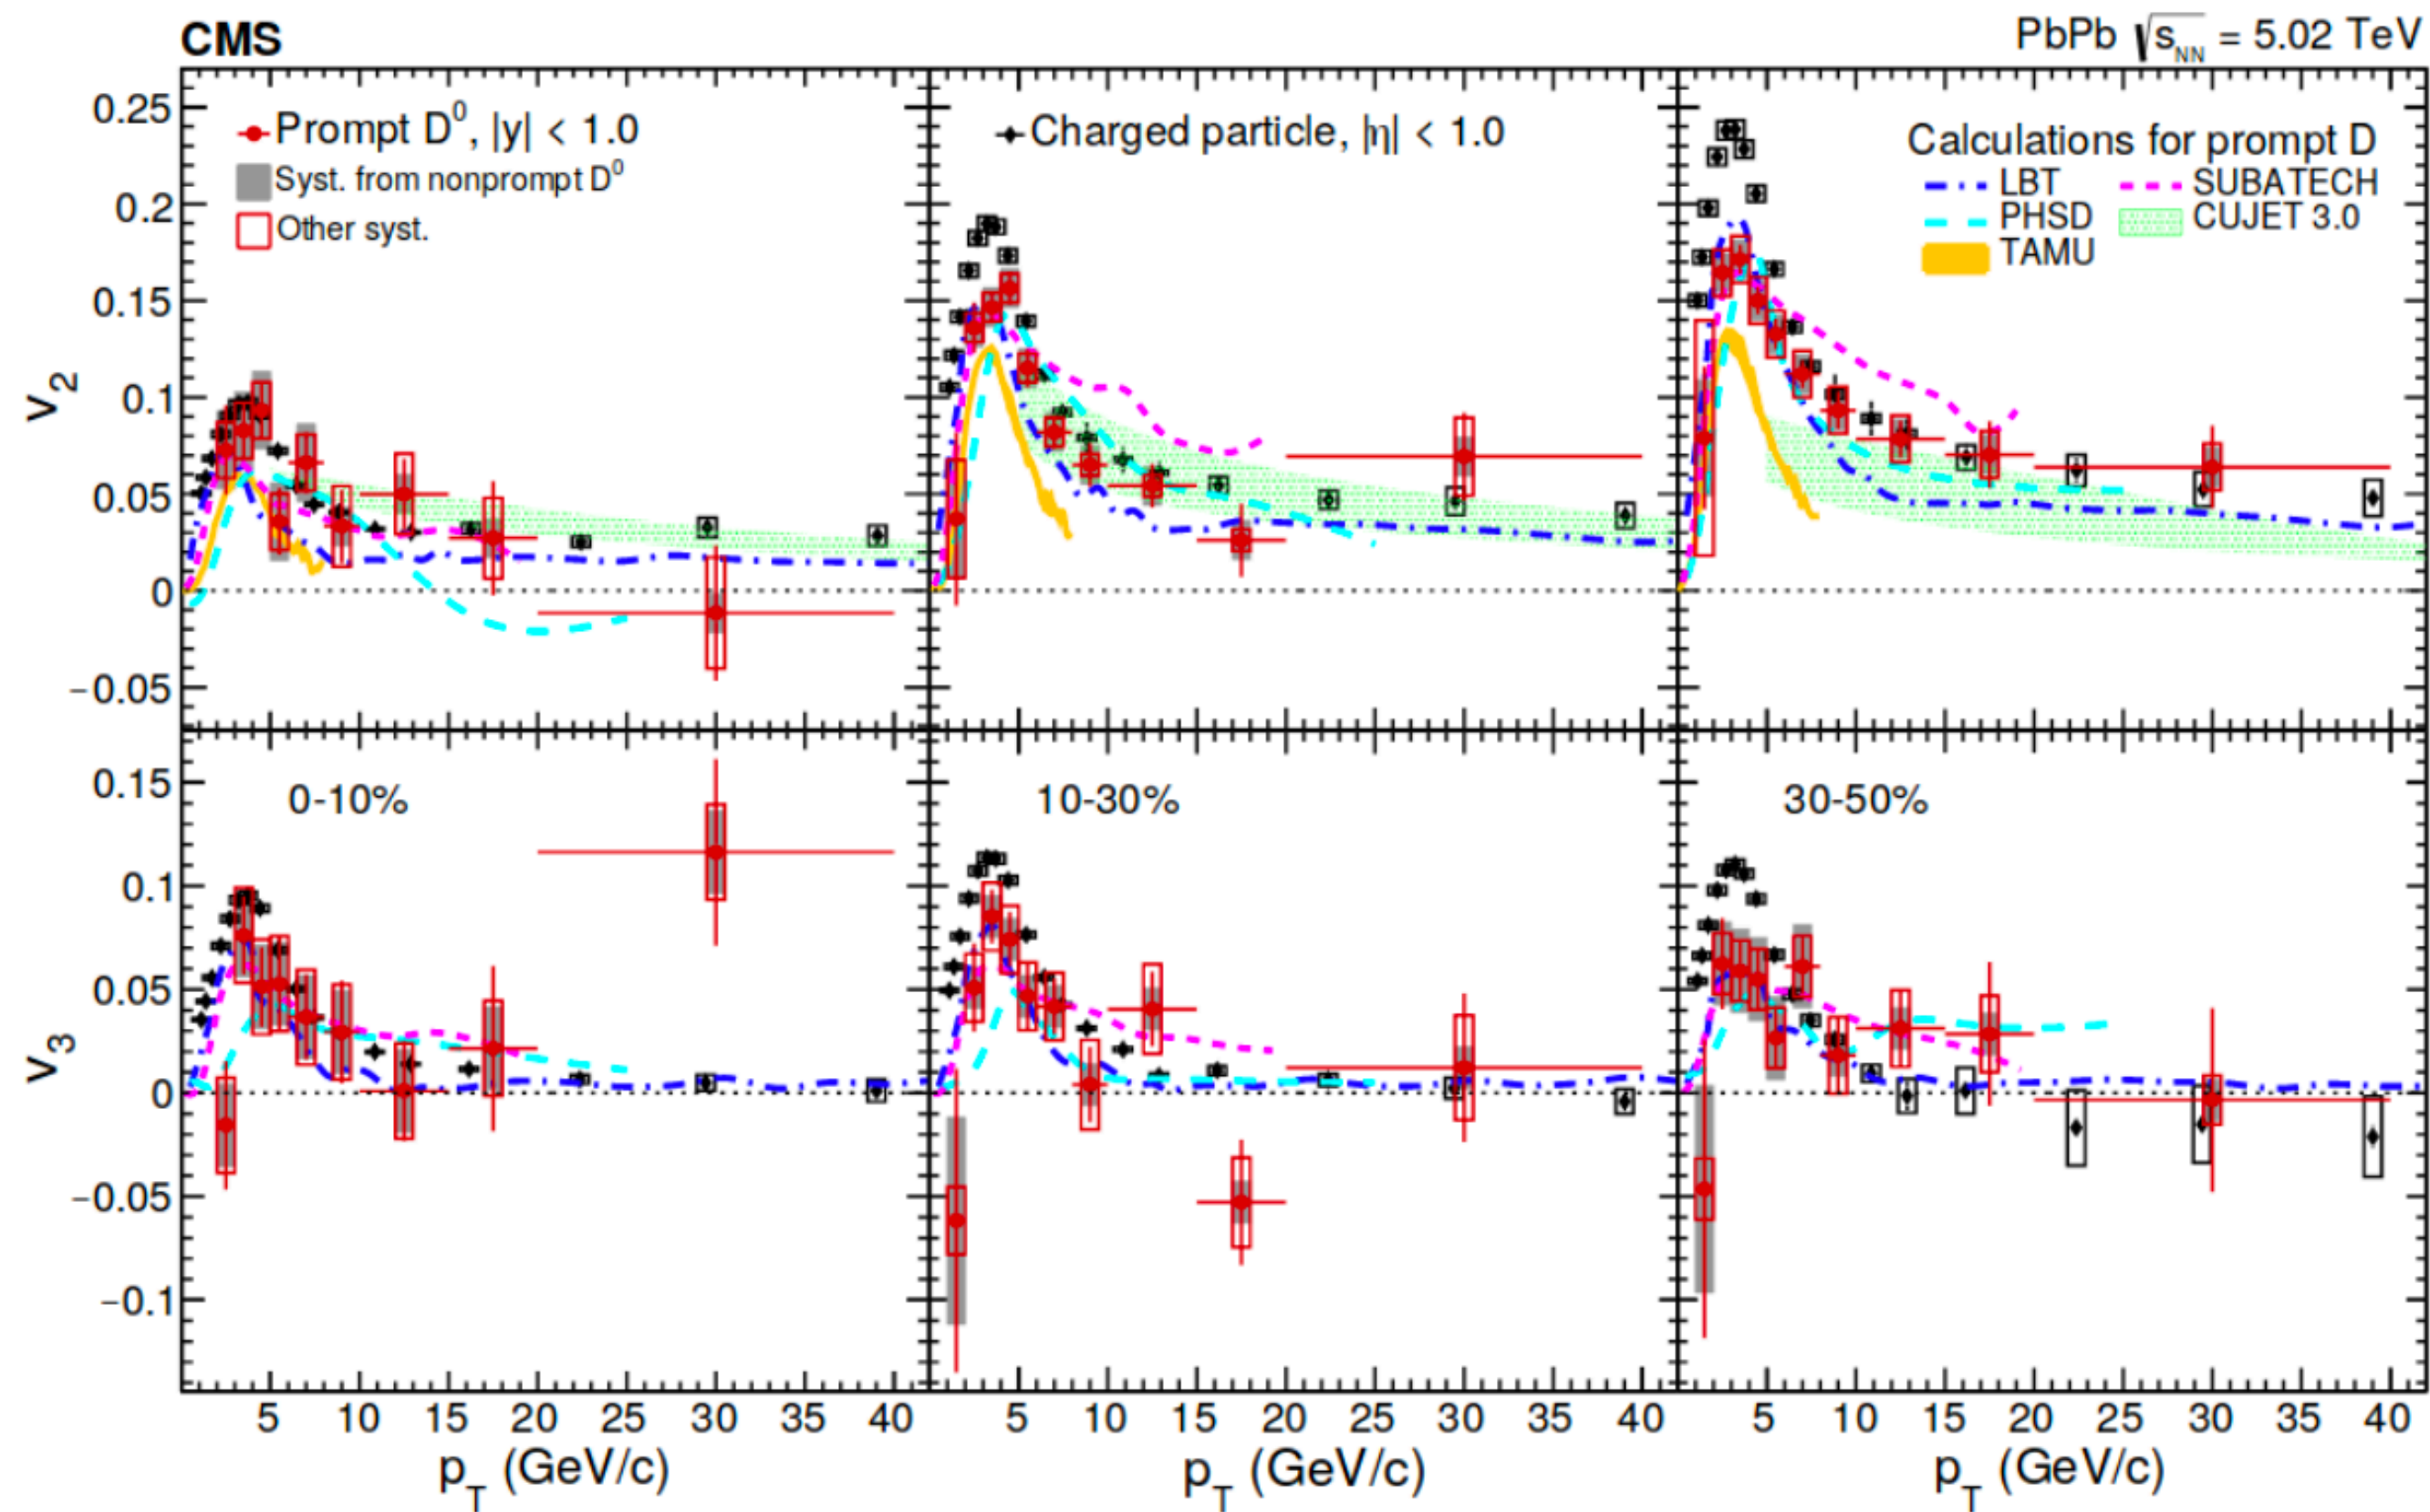 CMS
PbPb √s_NN = 5.02 TeV
0.25
0.2
0.15
0.1
0.05
0
−0.05
v₂
Prompt D⁰, |y| < 1.0
Syst. from nonprompt D⁰
Other syst.
Charged particle, |η| < 1.0
Calculations for prompt D
LBT
SUBATECH
PHSD
CUJET 3.0
TAMU
0.15
0.1
0.05
0
−0.05
−0.1
v₃
0-10%
10-30%
30-50%
5 10 15 20 25 30 35 40
5 10 15 20 25 30 35 40
5 10 15 20 25 30 35 40
p_T (GeV/c)
p_T (GeV/c)
p_T (GeV/c)